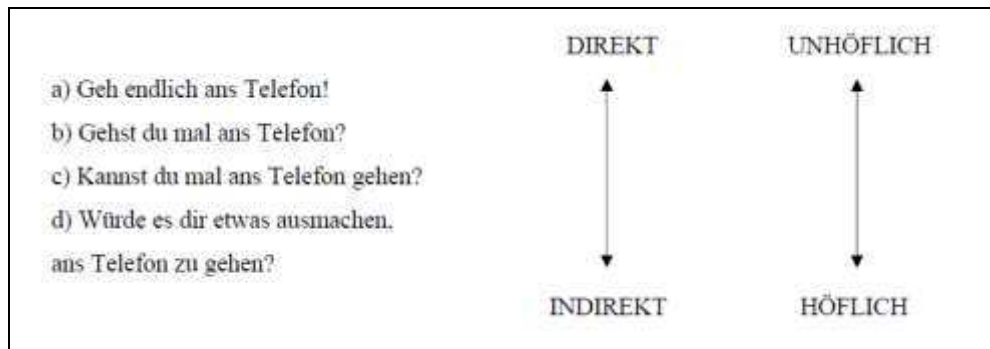 DIREKT UNHÖFLICH
a) Geh endlich ans Telefon!
b) Gehst du mal ans Telefon?
c) Kannst du mal ans Telefon gehen?
d) Würde es dir etwas ausmachen,
ans Telefon zu gehen?
INDIREKT HÖFLICH